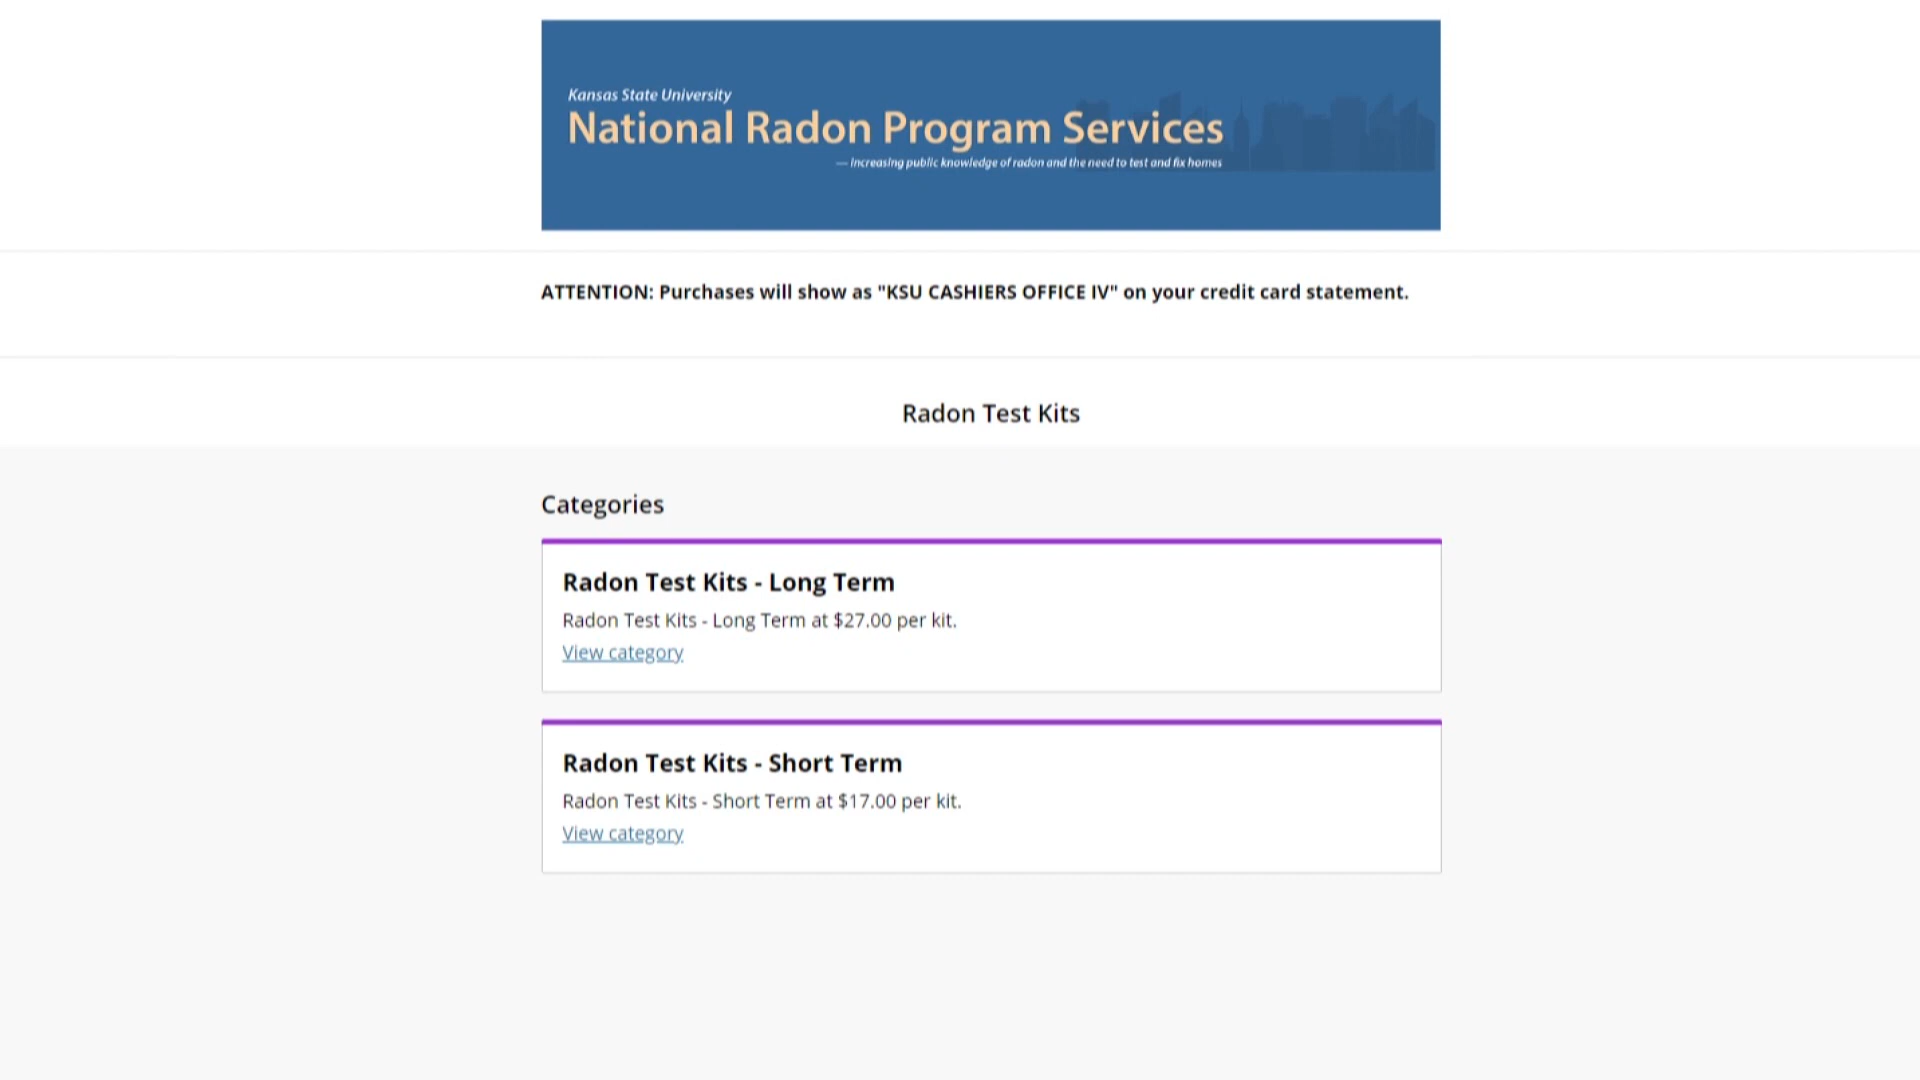 Kansas State University
National Radon Program Services
— increasing public knowledge of radon and the need to test and fix homes
ATTENTION: Purchases will show as "KSU CASHIERS OFFICE IV" on your credit card statement.
Radon Test Kits
Categories
Radon Test Kits - Long Term
Radon Test Kits - Long Term at $27.00 per kit.
View category
Radon Test Kits - Short Term
Radon Test Kits - Short Term at $17.00 per kit.
View category